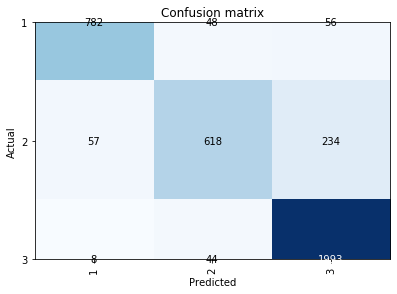 Confusion matrix
1 782 48 56
Actual
2 57 618 234
3 8 44 1993
1 2 3
Predicted